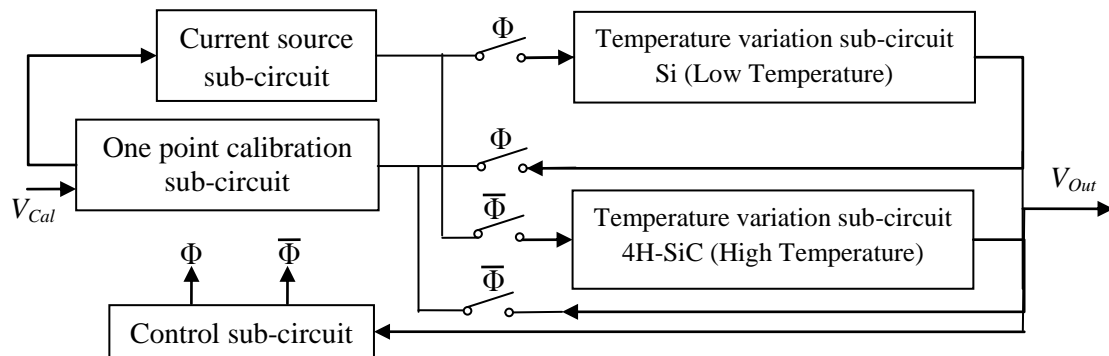 Current source
sub-circuit
Φ
Temperature variation sub-circuit
Si (Low Temperature)
One point calibration
sub-circuit
Φ
V_Cal
V_Out
Φ̅
Temperature variation sub-circuit
4H-SiC (High Temperature)
Φ
Φ̅
Φ̅
Control sub-circuit